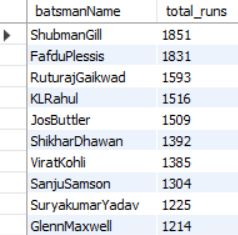 batsmanName total_runs
ShubmanGill 1851
FafduPlessis 1831
RuturajGaikwad 1593
KLRahul 1516
JosButtler 1509
ShikharDhawan 1392
ViratKohli 1385
SanjuSamson 1304
SuryakumarYadav 1225
GlennMaxwell 1214